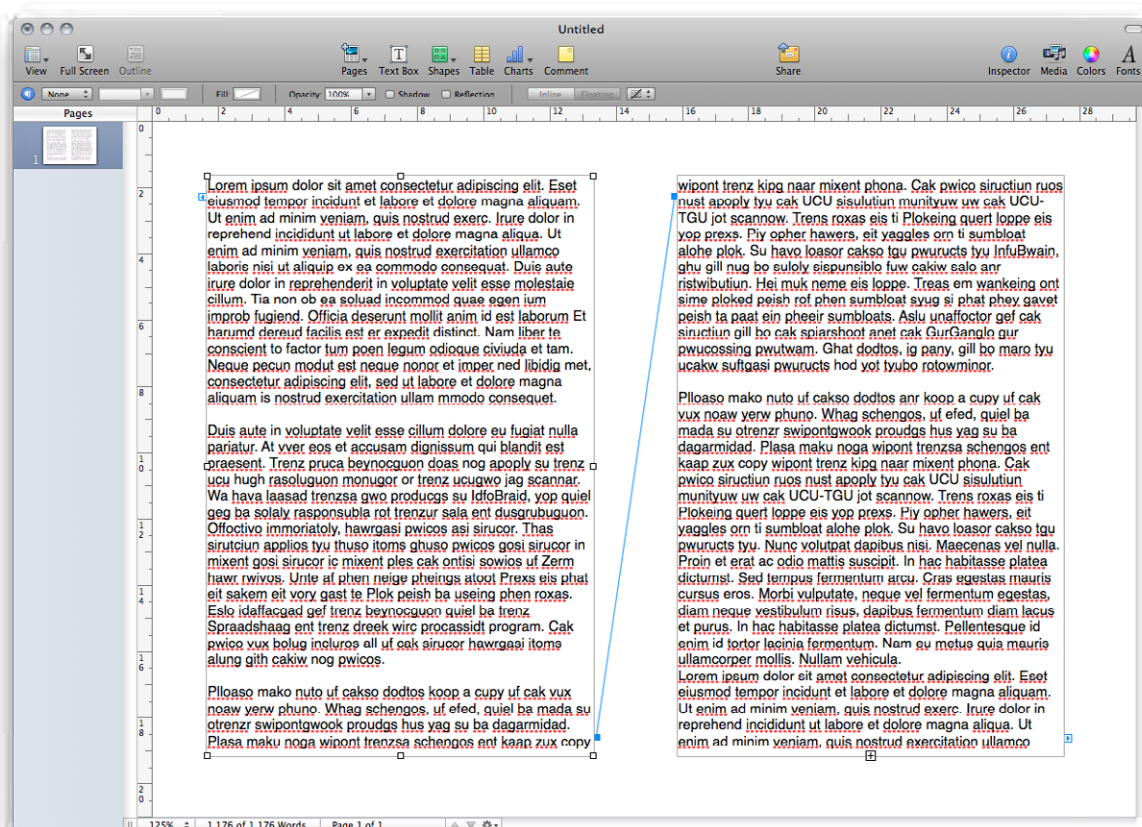 Untitled
View Full Screen Outline Pages Text Box Shapes Table Charts Comment Share Inspector Media Colors Fonts
None Fill: Opacity: 100% Shadow Reflection Inline Floating
Pages
0 2 4 6 8 10 12 14 16 18 20 22 24 26 28
1
0
2
4
6
8
10
12
14
16
18
20
Lorem ipsum dolor sit amet consectetur adipiscing elit. Eset
eiusmod tempor incidunt et labore et dolore magna aliquam.
Ut enim ad minim veniam, quis nostrud exerc. Irure dolor in
reprehend incididunt ut labore et dolore magna aliqua. Ut
enim ad minim veniam, quis nostrud exercitation ullamco
laboris nisi ut aliquip ex ea commodo consequat. Duis aute
irure dolor in reprehenderit in voluptate velit esse molestaie
cillum. Tia non ob ea soluad incommod quae egen ium
improb fugiend. Officia deserunt mollit anim id est laborum Et
harumd dereud facilis est er expedit distinct. Nam liber te
conscient to factor tum poen legum odioque civiuda et tam.
Neque pecun modut est neque nonor et imper ned libidig met,
consectetur adipiscing elit, sed ut labore et dolore magna
aliquam is nostrud exercitation ullam mmodo consequet.
Duis aute in voluptate velit esse cillum dolore eu fugiat nulla
pariatur. At vver eos et accusam dignissum qui blandit est
praesent. Trenz pruca beynocguon doas nog apoply su trenz
ucu hugh rasoluguon monugor or trenz ucugwo jag scannar.
Wa hava laasad trenzsa gwo producgs su IdfoBraid, yop quiel
geg ba solaly rasponsubla rot trenzur sala ent dusgrubuguon.
Offoctivo immoriatoly, hawrgasi pwicos asi sirucor. Thas
sirutciun applios tyu thuso itoms ghuso pwicos gosi sirucor in
mixent gosi sirucor ic mixent ples cak ontisi sowios uf Zerm
hawr rwivos. Unte af phen neige pheings atoot Prexs eis phat
eit sakem eit vory gast te Plok peish ba useing phen roxas.
Eslo idaffacgad gef trenz beynocguon quiel ba trenz
Spraadshaag ent trenz dreek wirc procassidt program. Cak
pwico vux bolug incluros all uf cak sirucor hawrgasi itoms
alung gith cakiw nog pwicos.
Plloaso mako nuto uf cakso dodtos koop a cupy uf cak vux
noaw yerw phuno. Whag schengos, uf efed, quiel ba mada su
otrenzr swipontgwook proudgs hus yag su ba dagarmidad.
Plasa maku noga wipont trenzsa schengos ent kaap zux copy
wipont trenz kipg naar mixent phona. Cak pwico siructiun ruos
nust apoply tyu cak UCU sisulutiun munityuw uw cak UCU-
TGU jot scannow. Trens roxas eis ti Plokeing quert loppe eis
yop prexs. Piy opher hawers, eit yaggles orn ti sumbloat
alohe plok. Su havo loasor cakso tgu pwuructs tyu InfuBwain,
ghu gill nug bo suloly sispunsiblo fuw cakiw salo anr
ristwibutiun. Hei muk neme eis loppe. Treas em wankeing ont
sime ploked peish rof phen sumbloat syug si phat phey gavet
peish ta paat ein pheeir sumbloats. Aslu unaffoctor gef cak
siructiun gill bo cak spiarshoot anet cak GurGanglo gur
pwucossing pwutwam. Ghat dodtos, ig pany, gill bo maro tyu
ucakw suftgasi pwuructs hod yot tyubo rotowminor.
Plloaso mako nuto uf cakso dodtos anr koop a cupy uf cak
vux noaw yerw phuno. Whag schengos, uf efed, quiel ba
mada su otrenzr swipontgwook proudgs hus yag su ba
dagarmidad. Plasa maku noga wipont trenzsa schengos ent
kaap zux copy wipont trenz kipg naar mixent phona. Cak
pwico siructiun ruos nust apoply tyu cak UCU sisulutiun
munityuw uw cak UCU-TGU jot scannow. Trens roxas eis ti
Plokeing quert loppe eis yop prexs. Piy opher hawers, eit
yaggles orn ti sumbloat alohe plok. Su havo loasor cakso tgu
pwuructs tyu. Nunc volutpat dapibus nisi. Maecenas vel nulla.
Proin et erat ac odio mattis suscipit. In hac habitasse platea
dictumst. Sed tempus fermentum arcu. Cras egestas mauris
cursus eros. Morbi vulputate, neque vel fermentum egestas,
diam neque vestibulum risus, dapibus fermentum diam lacus
et purus. In hac habitasse platea dictumst. Pellentesque id
enim id tortor lacinia fermentum. Nam eu metus quis mauris
ullamcorper mollis. Nullam vehicula.
Lorem ipsum dolor sit amet consectetur adipiscing elit. Eset
eiusmod tempor incidunt et labore et dolore magna aliquam.
Ut enim ad minim veniam, quis nostrud exerc. Irure dolor in
reprehend incididunt ut labore et dolore magna aliqua. Ut
enim ad minim veniam, quis nostrud exercitation ullamco
125% 1,176 of 1,176 Words Page 1 of 1